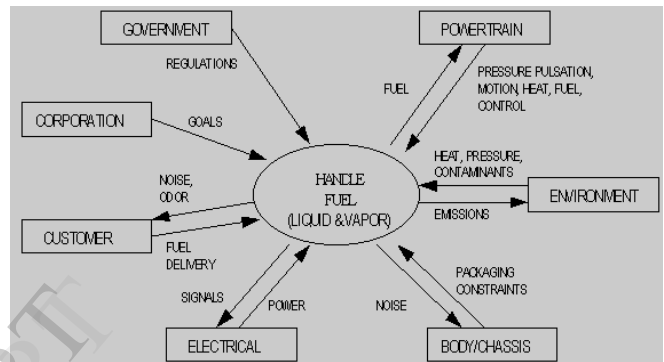 GOVERNMENT
POWERTRAIN
REGULATIONS
FUEL
PRESSURE PULSATION,
MOTION, HEAT, FUEL,
CONTROL
CORPORATION
GOALS
HEAT, PRESSURE,
CONTAMINANTS
HANDLE
FUEL
(LIQUID & VAPOR)
NOISE,
ODOR
ENVIRONMENT
EMISSIONS
CUSTOMER
FUEL
DELIVERY
PACKAGING
CONSTRAINTS
SIGNALS
POWER
NOISE
ELECTRICAL
BODY/CHASSIS